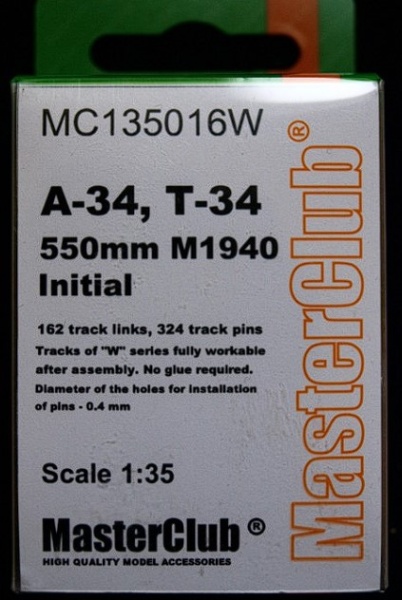 MC135016W
A-34, T-34
550mm M1940
Initial
162 track links, 324 track pins
Tracks of "W" series fully workable
after assembly. No glue required.
Diameter of the holes for installation
of pins - 0.4 mm
Scale 1:35
MasterClub ®
HIGH QUALITY MODEL ACCESSORIES
MasterClub®